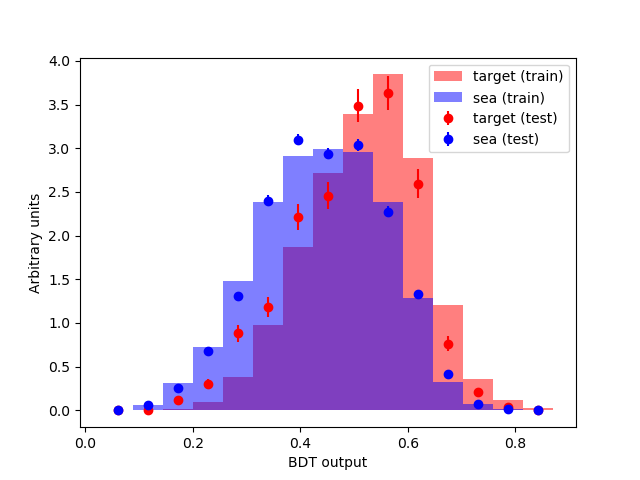 4.0
3.5
3.0
2.5
2.0
1.5
1.0
0.5
0.0
Arbitrary units
target (train)
sea (train)
target (test)
sea (test)
0.0 0.2 0.4 0.6 0.8
BDT output